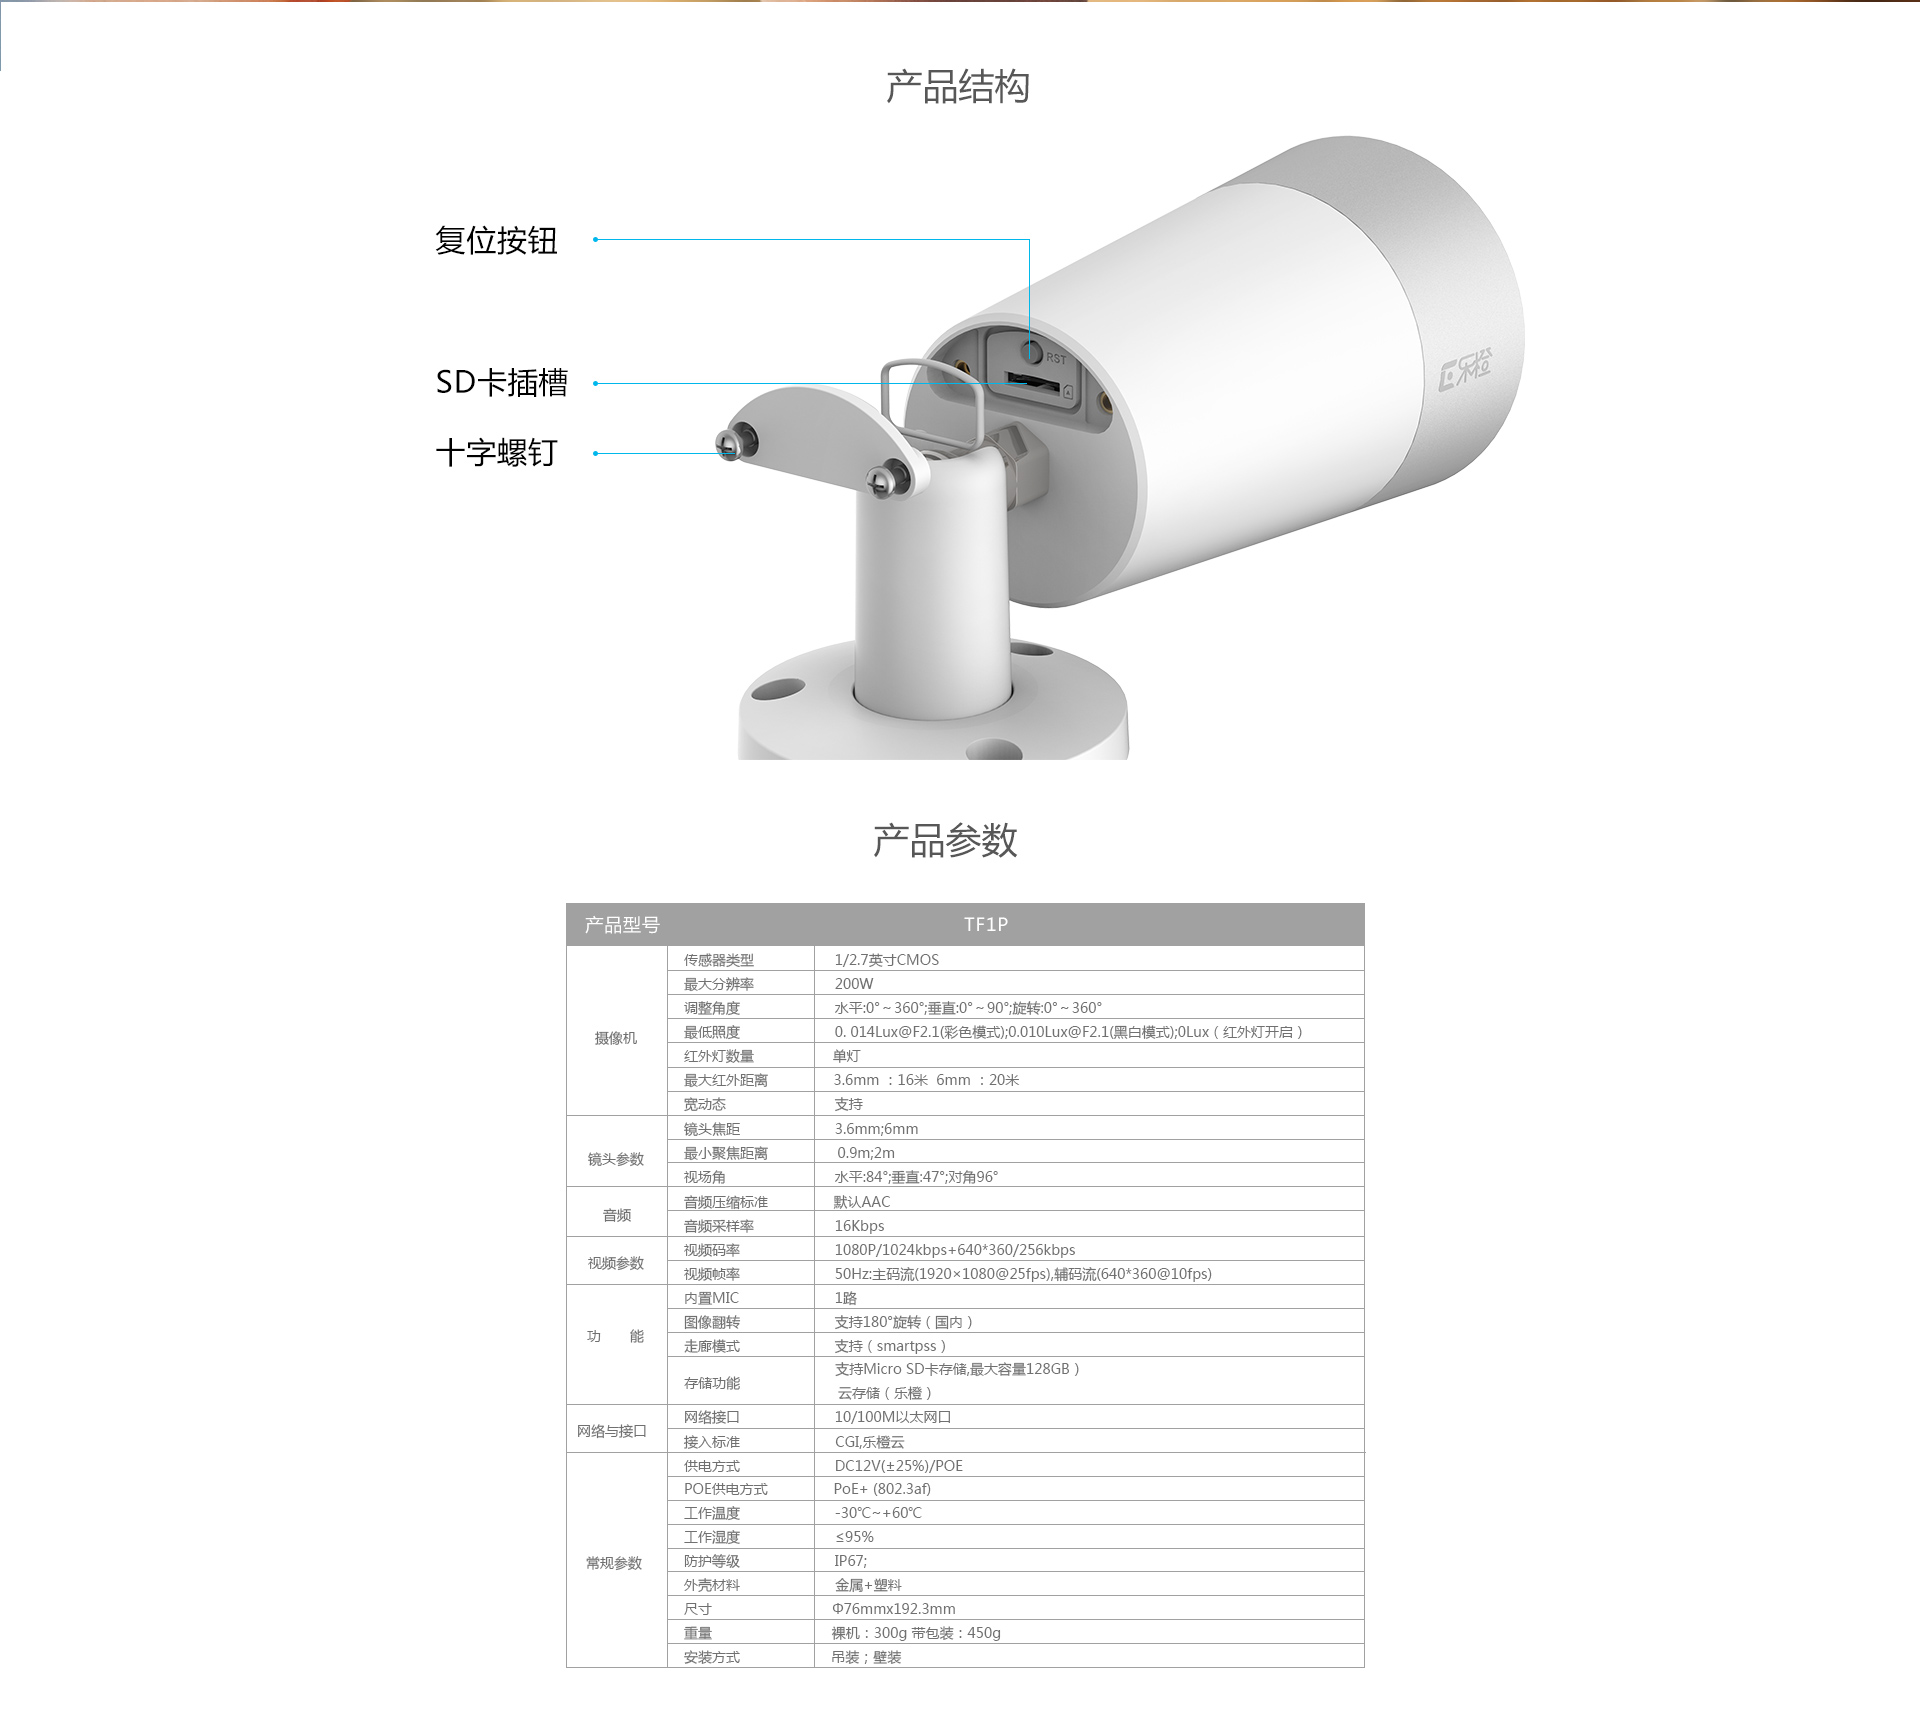 产品结构
复位按钮
RST
乐橙
SD卡插槽
十字螺钉
产品参数
产品型号 TF1P
摄像机
传感器类型 1/2.7英寸CMOS
最大分辨率 200W
调整角度 水平:0°～360°;垂直:0°～90°;旋转:0°～360°
最低照度 0. 014Lux@F2.1(彩色模式);0.010Lux@F2.1(黑白模式);0Lux（红外灯开启）
红外灯数量 单灯
最大红外距离 3.6mm ：16米 6mm ：20米
宽动态 支持
镜头参数
镜头焦距 3.6mm;6mm
最小聚焦距离 0.9m;2m
视场角 水平:84°;垂直:47°;对角96°
音频
音频压缩标准 默认AAC
音频采样率 16Kbps
视频参数
视频码率 1080P/1024kbps+640*360/256kbps
视频帧率 50Hz:主码流(1920×1080@25fps),辅码流(640*360@10fps)
功 能
内置MIC 1路
图像翻转 支持180°旋转（国内）
走廊模式 支持（smartpss）
存储功能 支持Micro SD卡存储,最大容量128GB）
云存储（乐橙）
网络与接口
网络接口 10/100M以太网口
接入标准 CGI,乐橙云
常规参数
供电方式 DC12V(±25%)/POE
POE供电方式 PoE+ (802.3af)
工作温度 -30℃~+60℃
工作湿度 ≤95%
防护等级 IP67;
外壳材料 金属+塑料
尺寸 Φ76mmx192.3mm
重量 裸机：300g 带包装：450g
安装方式 吊装；壁装